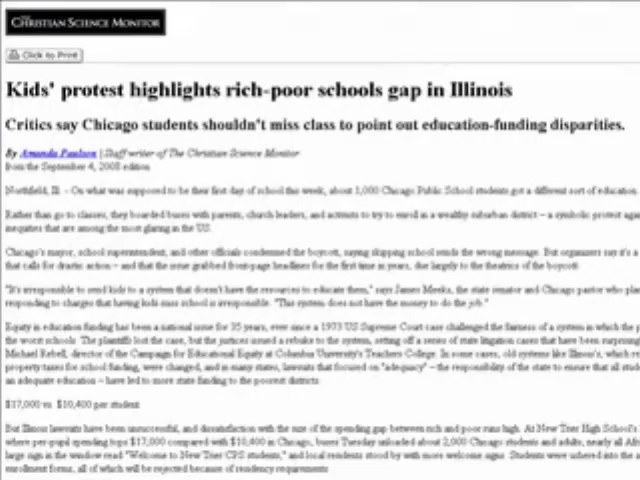 THE
CHRISTIAN SCIENCE MONITOR
Click to Print
Kids' protest highlights rich-poor schools gap in Illinois
Critics say Chicago students shouldn't miss class to point out education-funding disparities.
By Amanda Paulson | Staff writer of The Christian Science Monitor
from the September 4, 2008 edition
Northfield, Ill. - On what was supposed to be their first day of school this week, about 1,000 Chicago Public School students got a different sort of education.
Rather than go to classes, they boarded buses with parents, church leaders, and activists to try to enroll in a wealthy suburban district – a symbolic protest
inequities that are among the most glaring in the US.
Chicago's mayor, school superintendent, and other officials condemned the boycott, saying skipping school sends the wrong message. But organizers say it's a
that calls for drastic action – and that the issue grabbed front-page headlines for the first time in years, due largely to the theatrics of the boycott.
"It's irresponsible to send kids to a system that doesn't have the resources to educate them," says James Meeks, the state senator and Chicago pastor who
responding to charges that having kids miss school is irresponsible. "This system does not have the money to do the job."
Equity in education funding has been a national issue for 35 years, ever since a 1973 US Supreme Court case challenged the fairness of a system in which the
the worst schools. The plaintiffs lost the case, but the justices issued a rebuke to the system, setting off a series of state litigation cases that have been
Michael Rebell, director of the Campaign for Educational Equity at Columbia University's Teachers College. In some cases, old systems like Illinois's, which
property taxes for school funding, were changed, and in many states, lawsuits that focused on "adequacy" – the responsibility of the state to ensure that all
an adequate education – have led to more state funding to the poorest districts.
$17,000 vs. $10,400 per student
But Illinois lawsuits have been unsuccessful, and dissatisfaction with the size of the spending gap between rich and poor runs high. At New Trier High School's
where per-pupil spending tops $17,000 compared with $10,400 in Chicago, buses Tuesday unloaded about 2,000 Chicago students and adults, nearly all
large sign in the window read "Welcome to New Trier CPS students," and local residents stood by with more welcome signs. Students were ushered into the
enrollment forms, all of which will be rejected because of residency requirements.